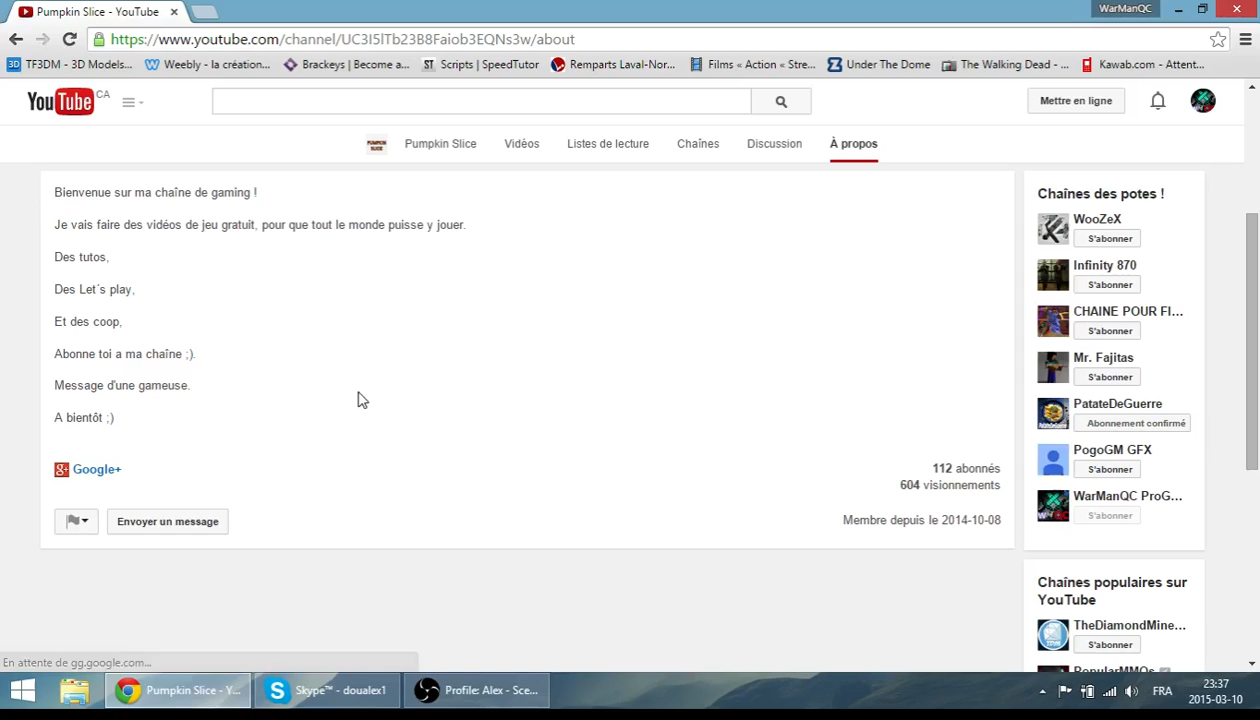 Pumpkin Slice - YouTube
WarManQC
https://www.youtube.com/channel/UC3I5lTb23B8Faiob3EQNs3w/about
TF3DM - 3D Models...
Weebly - la création...
Brackeys | Become a...
ST Scripts | SpeedTutor
Remparts Laval-Nor...
Films « Action « Stre...
Under The Dome
The Walking Dead - ...
Kawab.com - Attent...
YouTube CA
Mettre en ligne
PUMPKIN SLICE
Pumpkin Slice
Vidéos
Listes de lecture
Chaînes
Discussion
À propos
Bienvenue sur ma chaîne de gaming !
Je vais faire des vidéos de jeu gratuit, pour que tout le monde puisse y jouer.
Des tutos,
Des Let´s play,
Et des coop,
Abonne toi a ma chaîne ;).
Message d'une gameuse.
A bientôt ;)
Google+
112 abonnés
604 visionnements
Envoyer un message
Membre depuis le 2014-10-08
Chaînes des potes !
WooZeX
S'abonner
Infinity 870
S'abonner
CHAINE POUR FI...
S'abonner
Mr. Fajitas
S'abonner
PatateDeGuerre
Abonnement confirmé
PogoGM GFX
S'abonner
WarManQC ProG...
S'abonner
Chaînes populaires sur
YouTube
TheDiamondMine...
S'abonner
PopularMMOs
En attente de gg.google.com...
Pumpkin Slice - Y...
Skype™ - doualex1
Profile: Alex - Sce...
FRA
23:37
2015-03-10